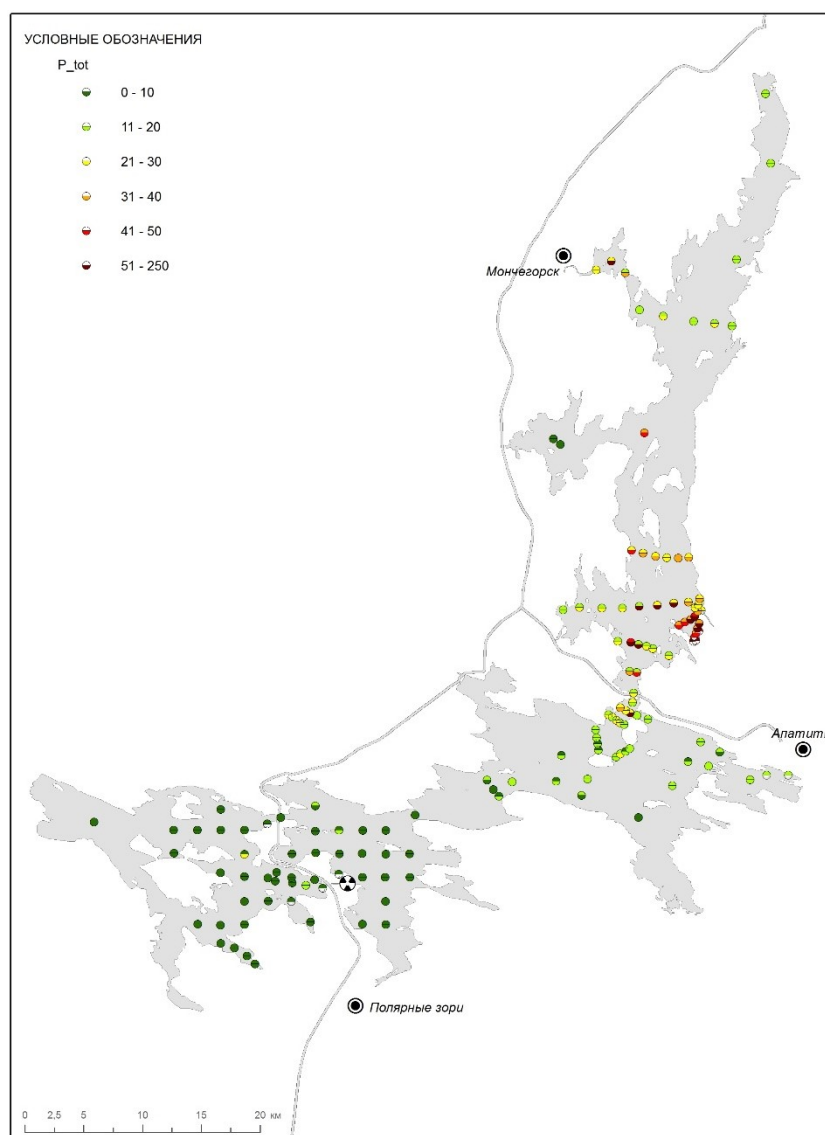 УСЛОВНЫЕ ОБОЗНАЧЕНИЯ
P_tot
0 - 10
11 - 20
21 - 30
31 - 40
41 - 50
51 - 250
Мончегорск
Апатиты
Полярные зори
0 2,5 5 10 15 20 км